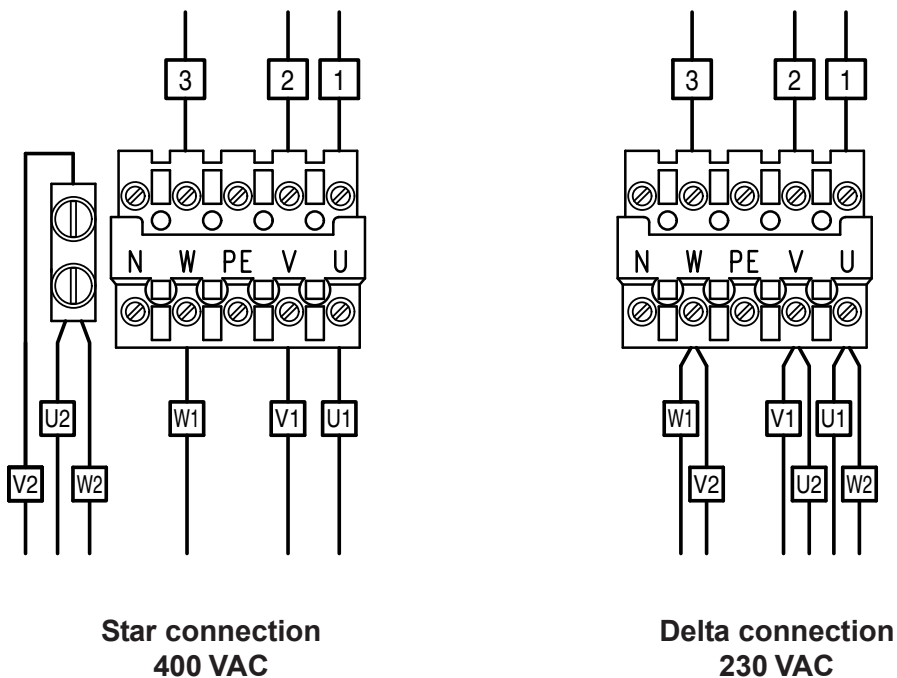 3 2 1
3 2 1
N W PE V U
N W PE V U
U2 W1 V1 U1
W1 V1 U1
V2 W2
V2 U2 W2
Star connection
400 VAC
Delta connection
230 VAC